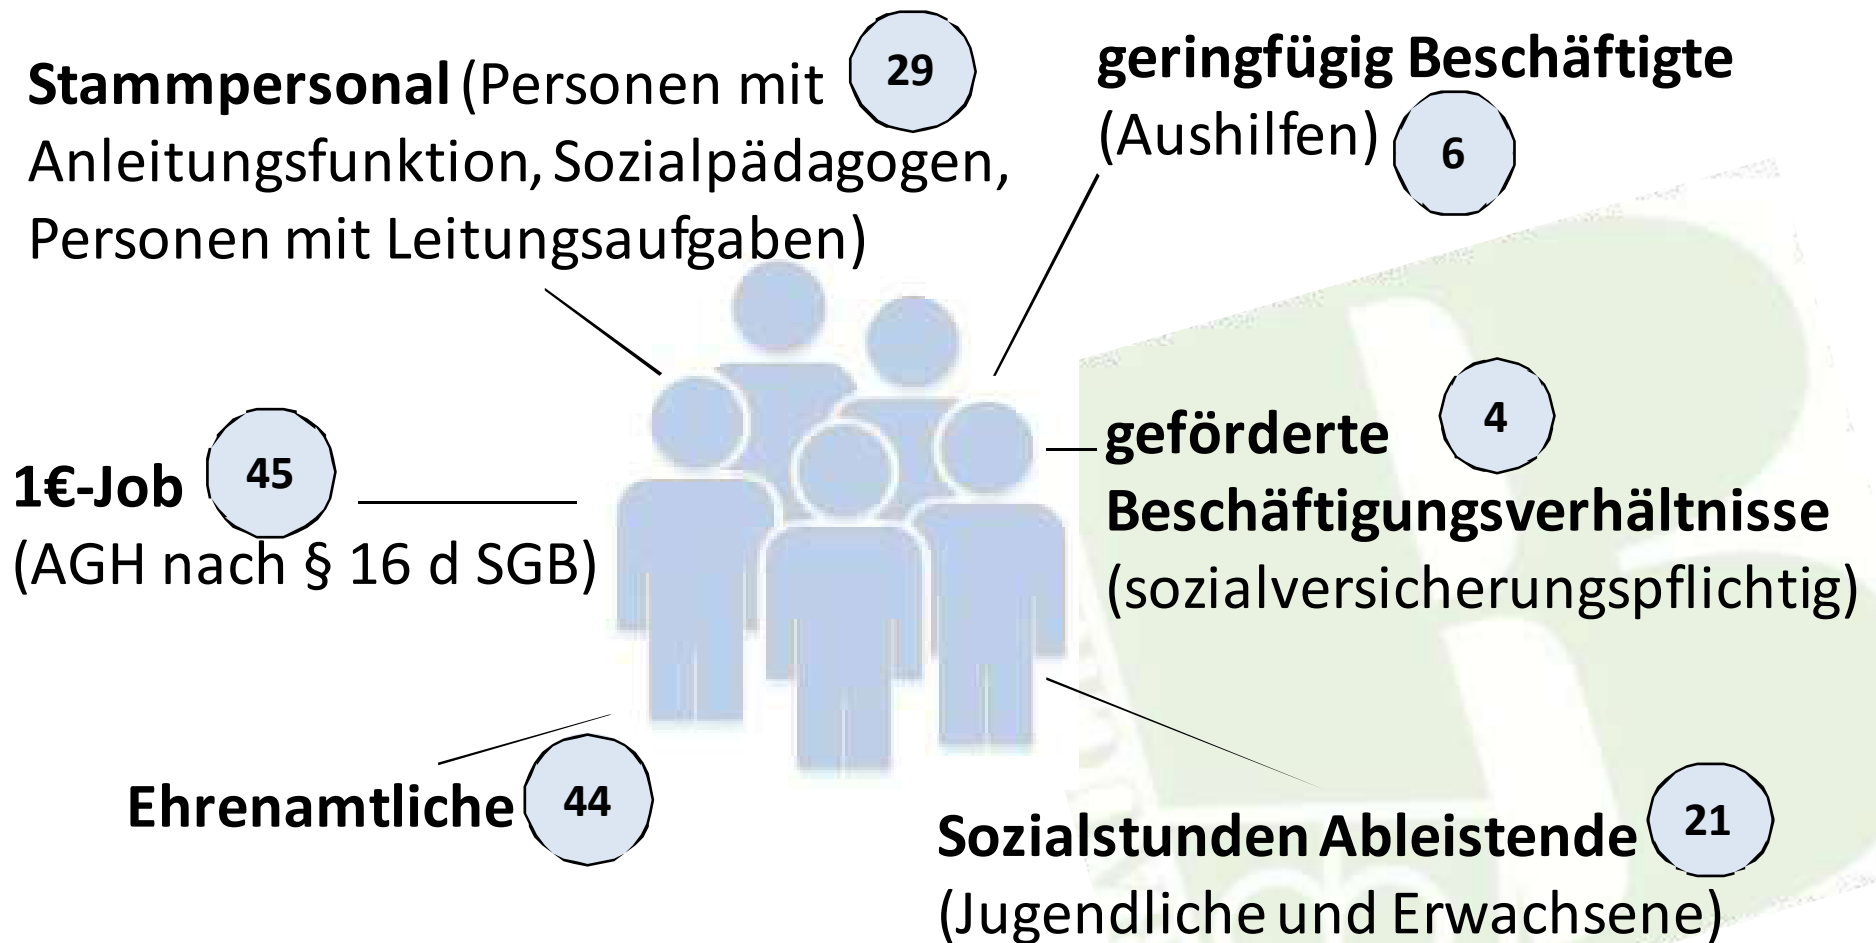 Stammpersonal (Personen mit 29
Anleitungsfunktion, Sozialpädagogen,
Personen mit Leitungsaufgaben)
geringfügig Beschäftigte
(Aushilfen) 6
1€-Job 45
(AGH nach § 16 d SGB)
geförderte 4
Beschäftigungsverhältnisse
(sozialversicherungspflichtig)
Ehrenamtliche 44
Sozialstunden Ableistende 21
(Jugendliche und Erwachsene)